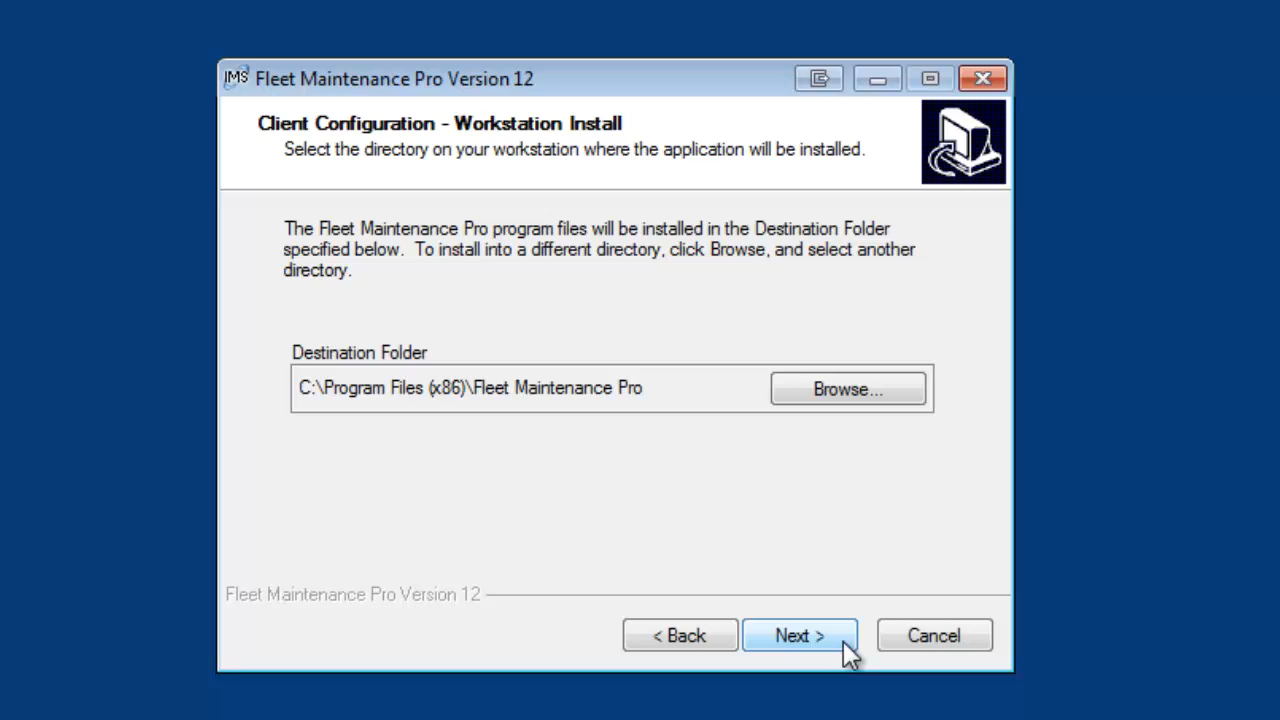 IMS Fleet Maintenance Pro Version 12
Client Configuration - Workstation Install
Select the directory on your workstation where the application will be installed.
The Fleet Maintenance Pro program files will be installed in the Destination Folder
specified below. To install into a different directory, click Browse, and select another
directory.
Destination Folder
C:\Program Files (x86)\Fleet Maintenance Pro
Browse...
Fleet Maintenance Pro Version 12
< Back
Next >
Cancel